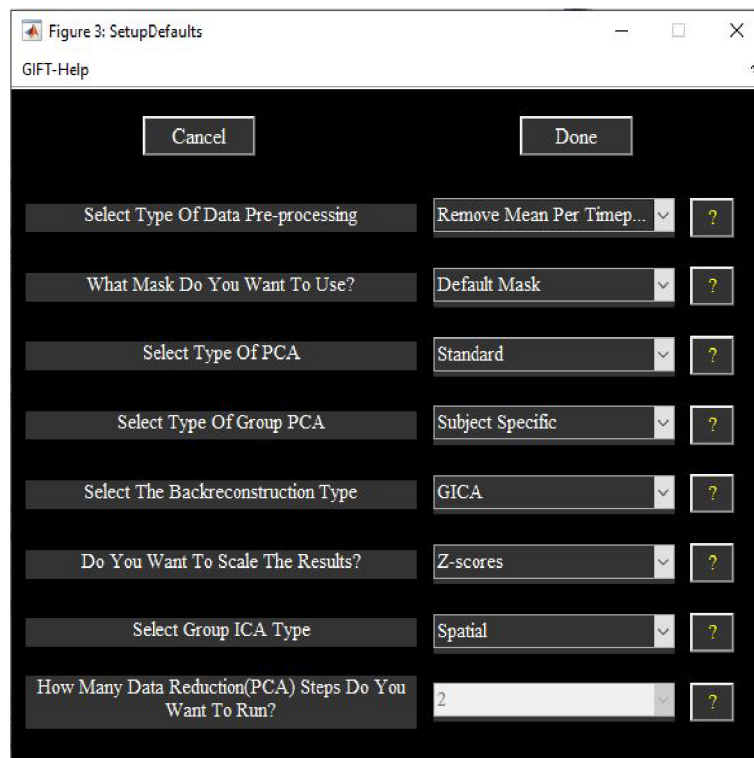 Figure 3: SetupDefaults
GIFT-Help
Cancel Done
Select Type Of Data Pre-processing Remove Mean Per Timep... ?
What Mask Do You Want To Use? Default Mask ?
Select Type Of PCA Standard ?
Select Type Of Group PCA Subject Specific ?
Select The Backreconstruction Type GICA ?
Do You Want To Scale The Results? Z-scores ?
Select Group ICA Type Spatial ?
How Many Data Reduction(PCA) Steps Do You
Want To Run? 2 ?